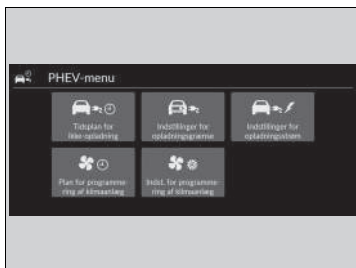 PHEV-menu
Tidsplan for
ikke-opladning
Indstillinger for
opladningsgrænse
Indstillinger for
opladningsstrøm
Plan for programme-
ring af klimaanlæg
Indst. for programme-
ring af klimaanlæg